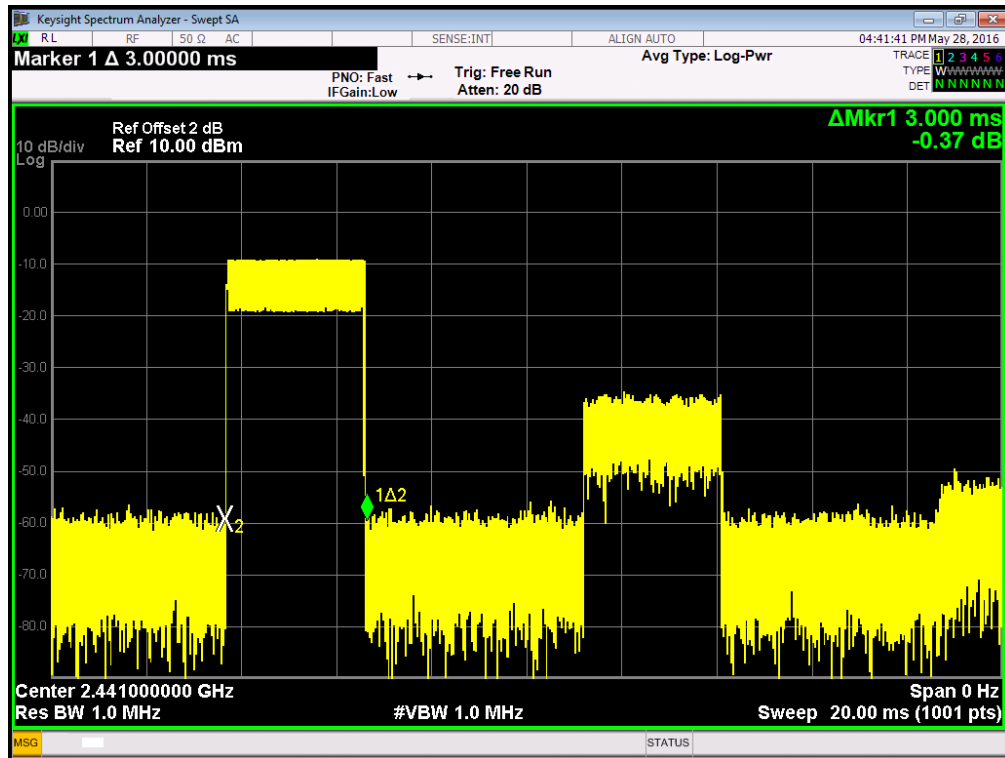 Keysight Spectrum Analyzer - Swept SA
LXI RL RF 50 Ω AC SENSE:INT ALIGN AUTO 04:41:41 PM May 28, 2016
Marker 1 Δ 3.00000 ms Avg Type: Log-Pwr TRACE 1 2 3 4 5 6
PNO: Fast Trig: Free Run TYPE WWWWWW
IFGain:Low Atten: 20 dB DET N N N N N N
ΔMkr1 3.000 ms
-0.37 dB
Ref Offset 2 dB
10 dB/div Ref 10.00 dBm
Log
0.00
-10.0
-20.0
-30.0
-40.0
-50.0
1Δ2
-60.0
X2
-70.0
-80.0
Center 2.441000000 GHz Span 0 Hz
Res BW 1.0 MHz #VBW 1.0 MHz Sweep 20.00 ms (1001 pts)
MSG STATUS